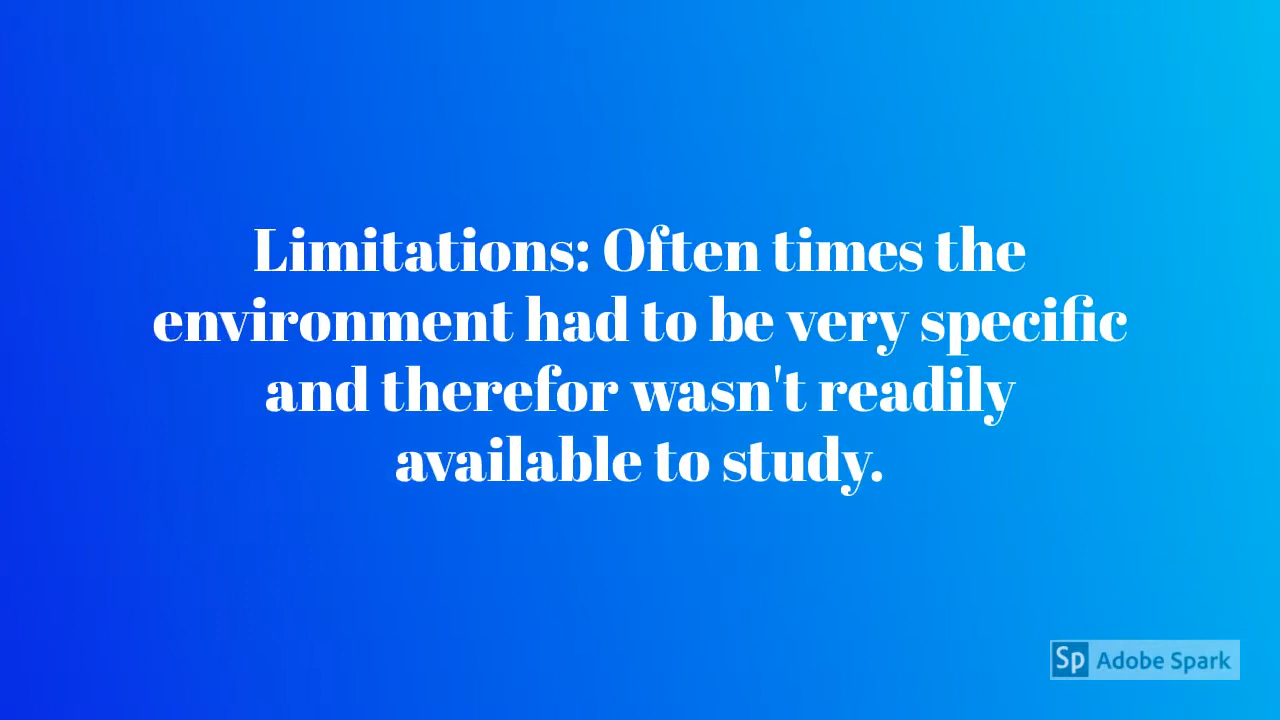 Limitations: Often times the
environment had to be very specific
and therefor wasn't readily
available to study.
Sp Adobe Spark